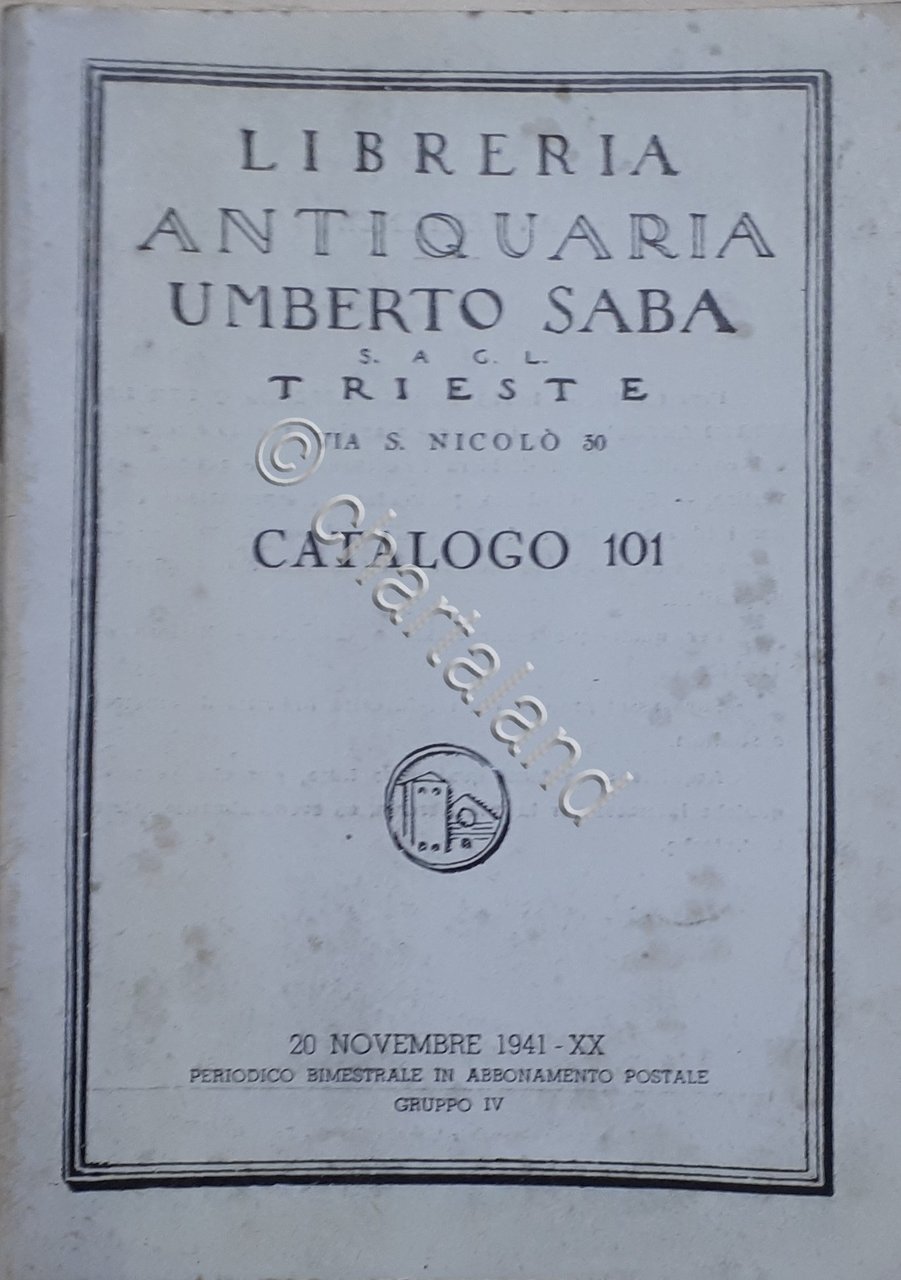 LIBRERIA
ANTIQUARIA
UMBERTO SABA
S. A C. L.
TRIESTE
VIA S. NICOLÒ 30
CATALOGO 101
© chartaland
20 NOVEMBRE 1941 - XX
PERIODICO BIMESTRALE IN ABBONAMENTO POSTALE
GRUPPO IV